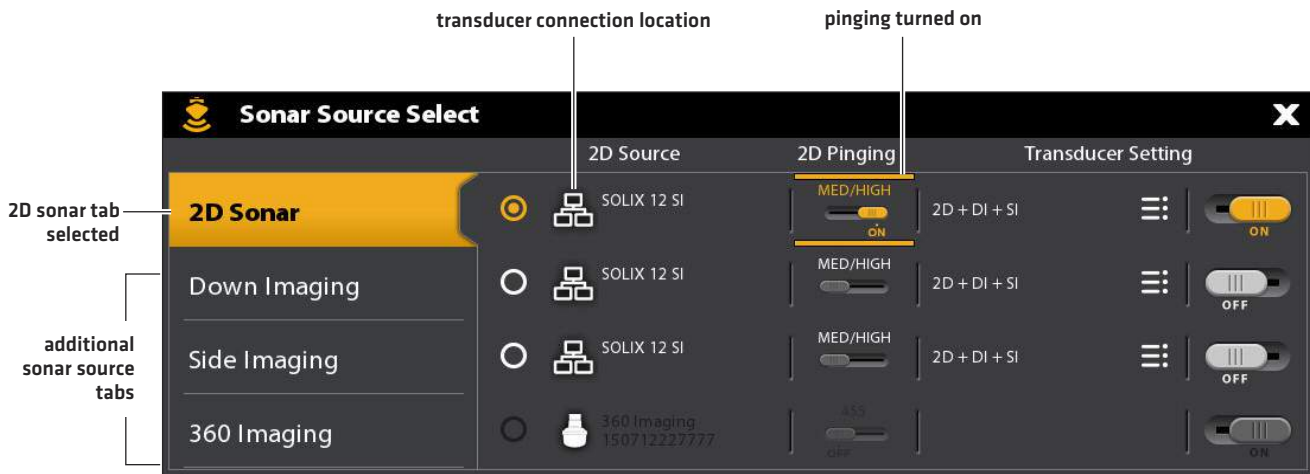 transducer connection location
pinging turned on
Sonar Source Select
X
2D Source
2D Pinging
Transducer Setting
2D sonar tab
selected
2D Sonar
SOLIX 12 SI
MED/HIGH
ON
2D + DI + SI
ON
Down Imaging
SOLIX 12 SI
MED/HIGH
2D + DI + SI
OFF
additional
sonar source
tabs
Side Imaging
SOLIX 12 SI
MED/HIGH
2D + DI + SI
OFF
360 Imaging
360 Imaging
150712227777
455
OFF
ON